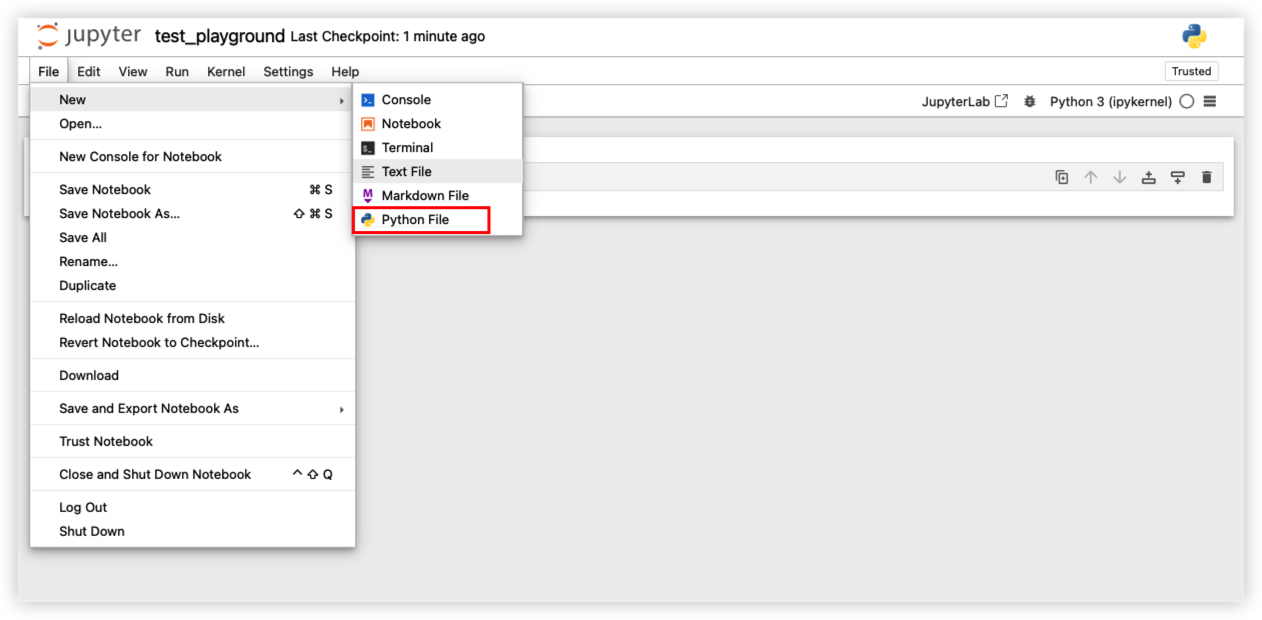 jupyter test_playground Last Checkpoint: 1 minute ago
File Edit View Run Kernel Settings Help
Trusted
JupyterLab Python 3 (ipykernel)
New
Open...
New Console for Notebook
Save Notebook ⌘ S
Save Notebook As... ⇧ ⌘ S
Save All
Rename...
Duplicate
Reload Notebook from Disk
Revert Notebook to Checkpoint...
Download
Save and Export Notebook As
Trust Notebook
Close and Shut Down Notebook ^ ⇧ Q
Log Out
Shut Down
Console
Notebook
$_ Terminal
Text File
M Markdown File
Python File